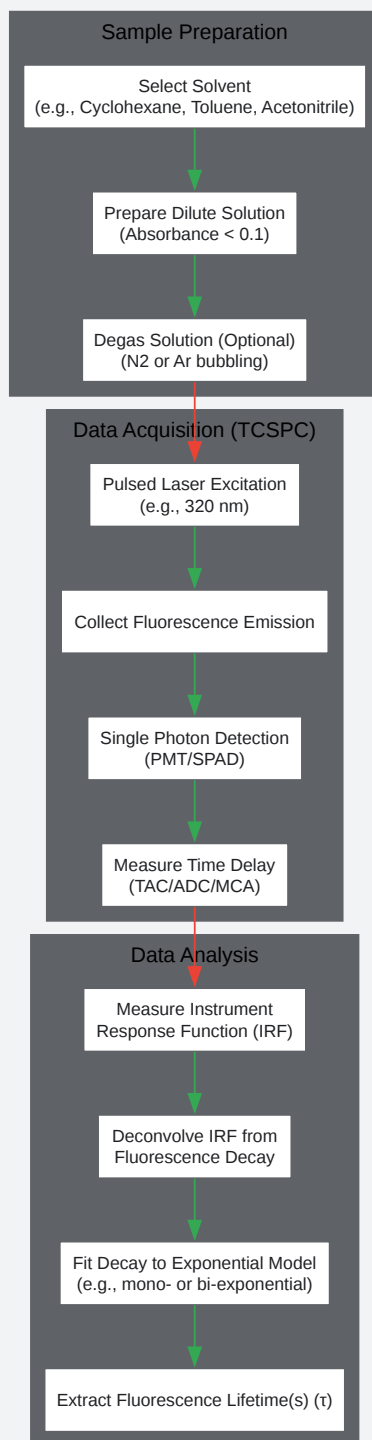 Sample Preparation
Select Solvent
(e.g., Cyclohexane, Toluene, Acetonitrile)
Prepare Dilute Solution
(Absorbance < 0.1)
Degas Solution (Optional)
(N2 or Ar bubbling)
Data Acquisition (TCSPC)
Pulsed Laser Excitation
(e.g., 320 nm)
Collect Fluorescence Emission
Single Photon Detection
(PMT/SPAD)
Measure Time Delay
(TAC/ADC/MCA)
Data Analysis
Measure Instrument
Response Function (IRF)
Deconvolve IRF from
Fluorescence Decay
Fit Decay to Exponential Model
(e.g., mono- or bi-exponential)
Extract Fluorescence Lifetime(s) (τ)